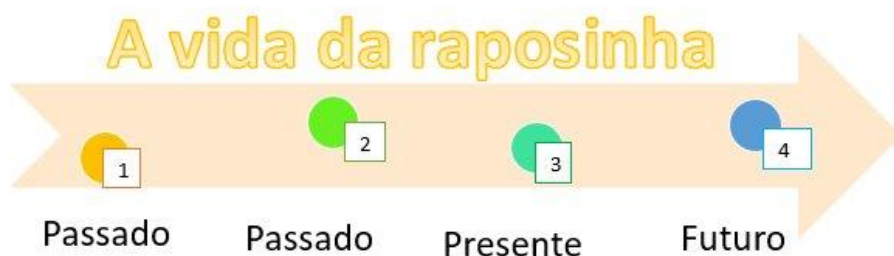 A vida da raposinha
1
2
3
4
Passado
Passado
Presente
Futuro